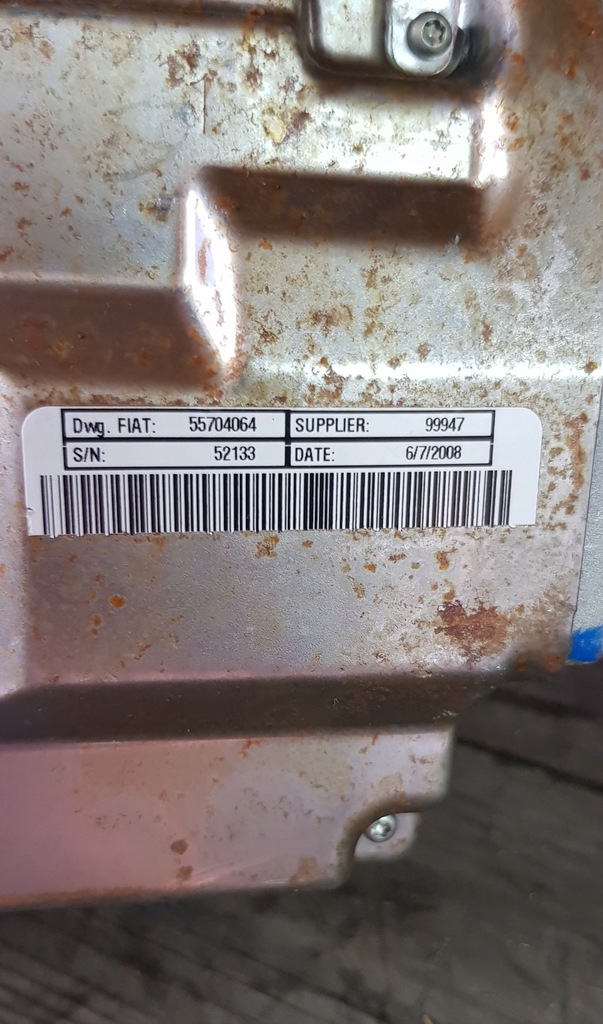 Dwg. FIAT: 55704064 SUPPLIER: 99947
S/N: 52133 DATE: 6/7/2008